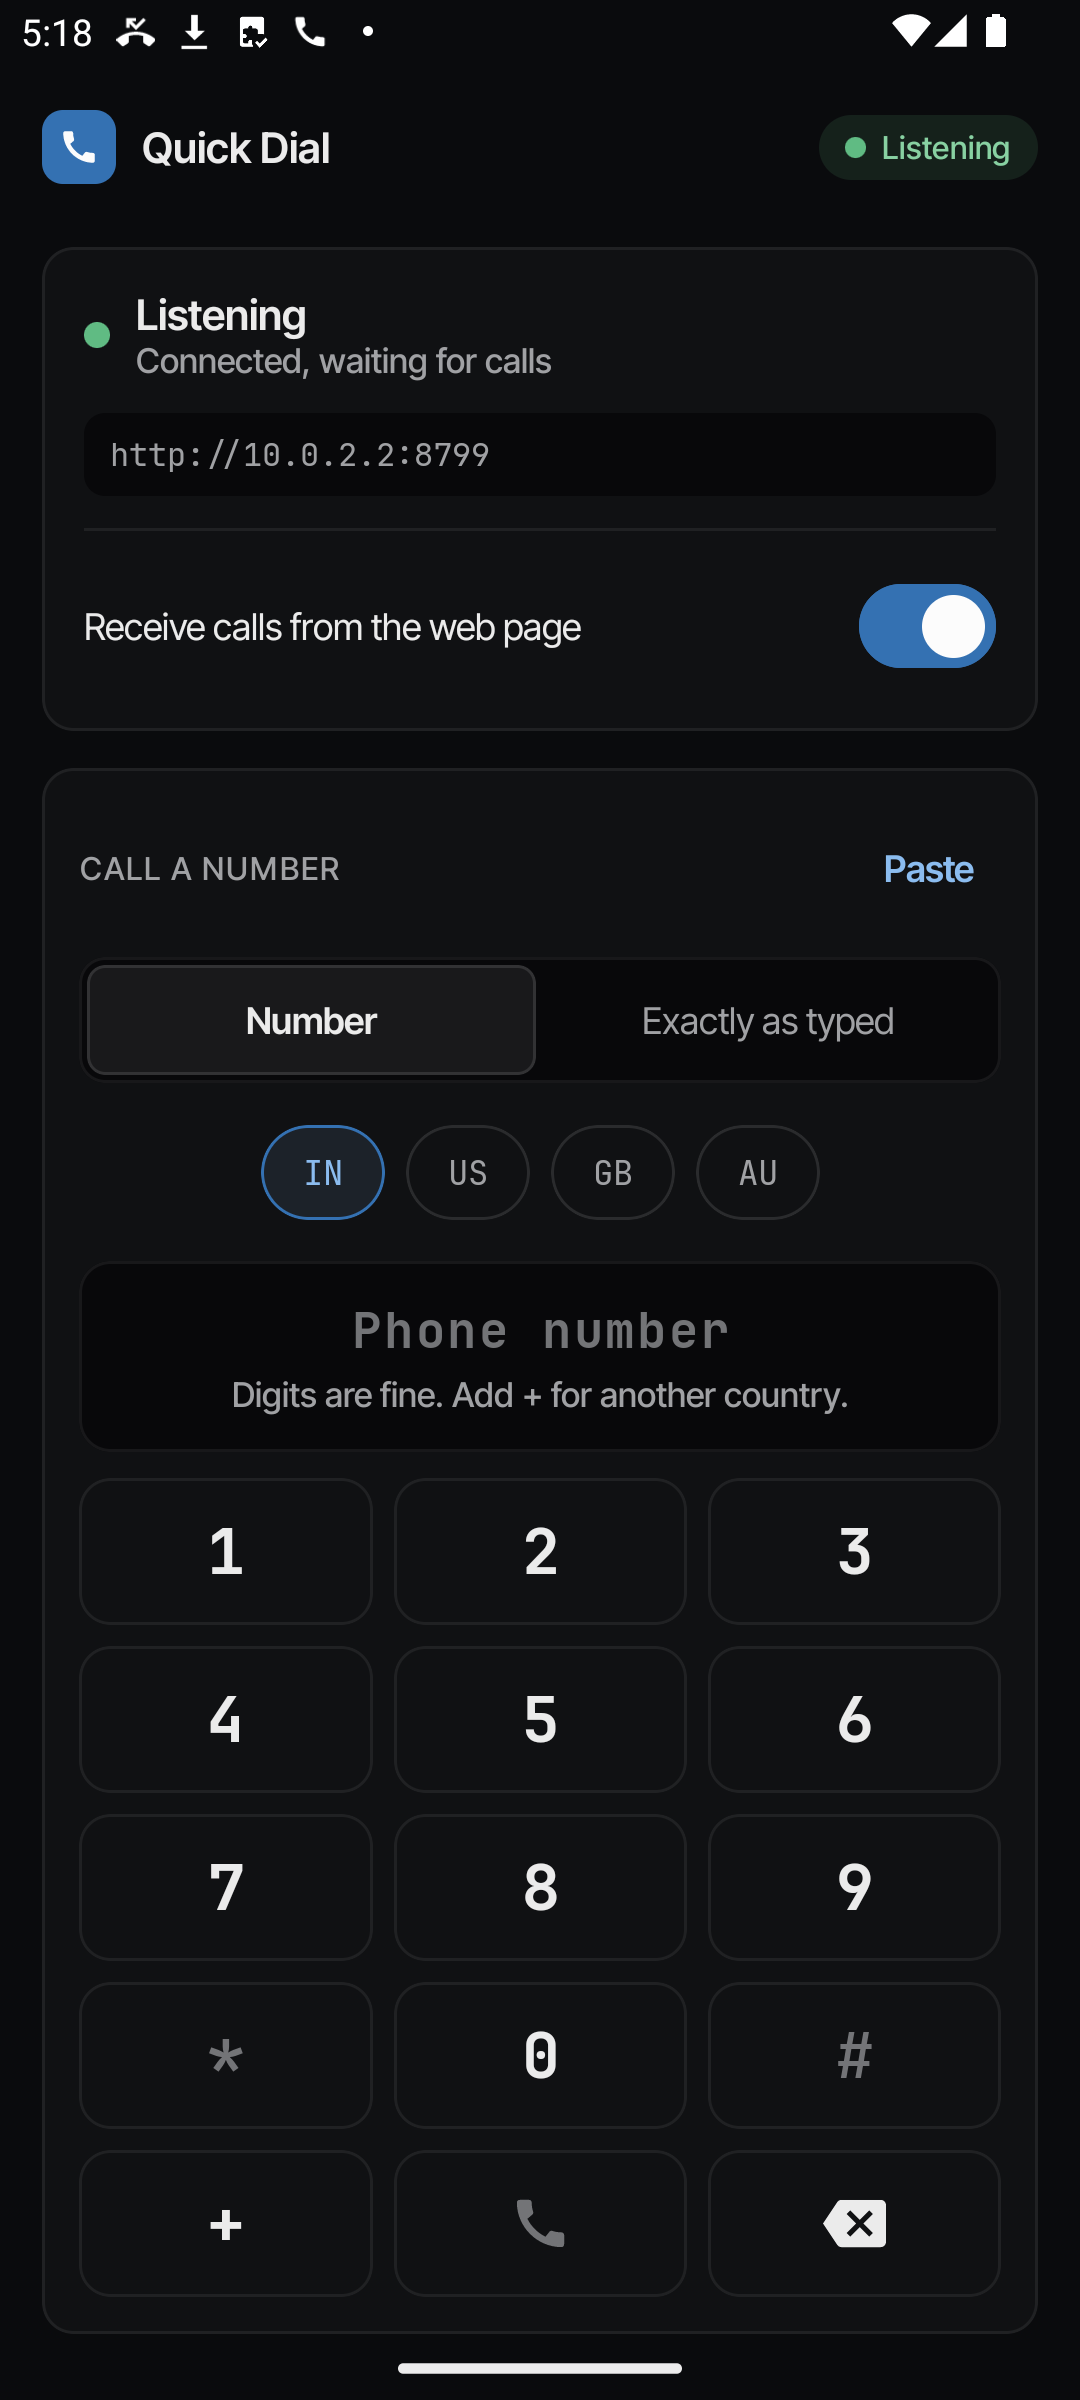 5:18
Quick Dial
Listening
Listening
Connected, waiting for calls
http://10.0.2.2:8799
Receive calls from the web page
CALL A NUMBER
Paste
Number
Exactly as typed
IN
US
GB
AU
Phone number
Digits are fine. Add + for another country.
1
2
3
4
5
6
7
8
9
*
0
#
+